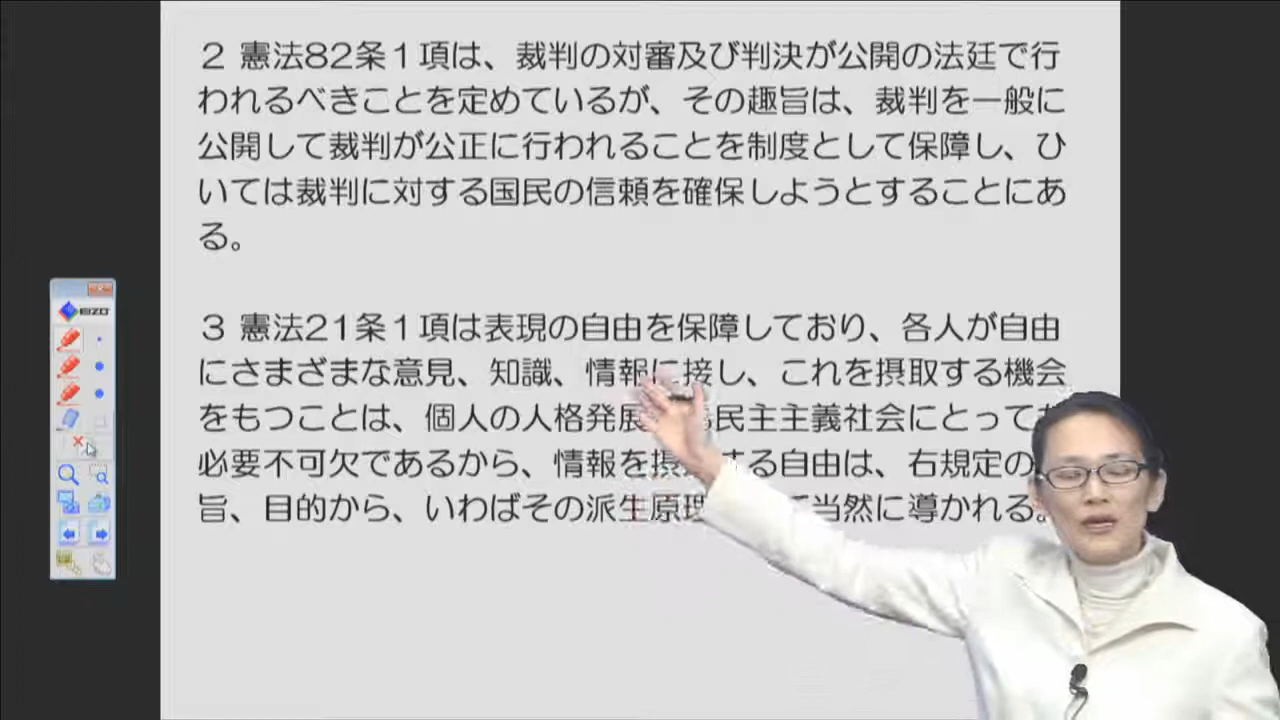 2 憲法82条1項は、裁判の対審及び判決が公開の法廷で行
われるべきことを定めているが、その趣旨は、裁判を一般に
公開して裁判が公正に行われることを制度として保障し、ひ
いては裁判に対する国民の信頼を確保しようとすることにあ
る。
3 憲法21条1項は表現の自由を保障しており、各人が自由
にさまざまな意見、知識、情報に接し、これを摂取する機会
をもつことは、個人の人格発展 民主主義社会にとって
必要不可欠であるから、情報を摂 する自由は、右規定の
旨、目的から、いわばその派生原理 て当然に導かれる。
EIZO